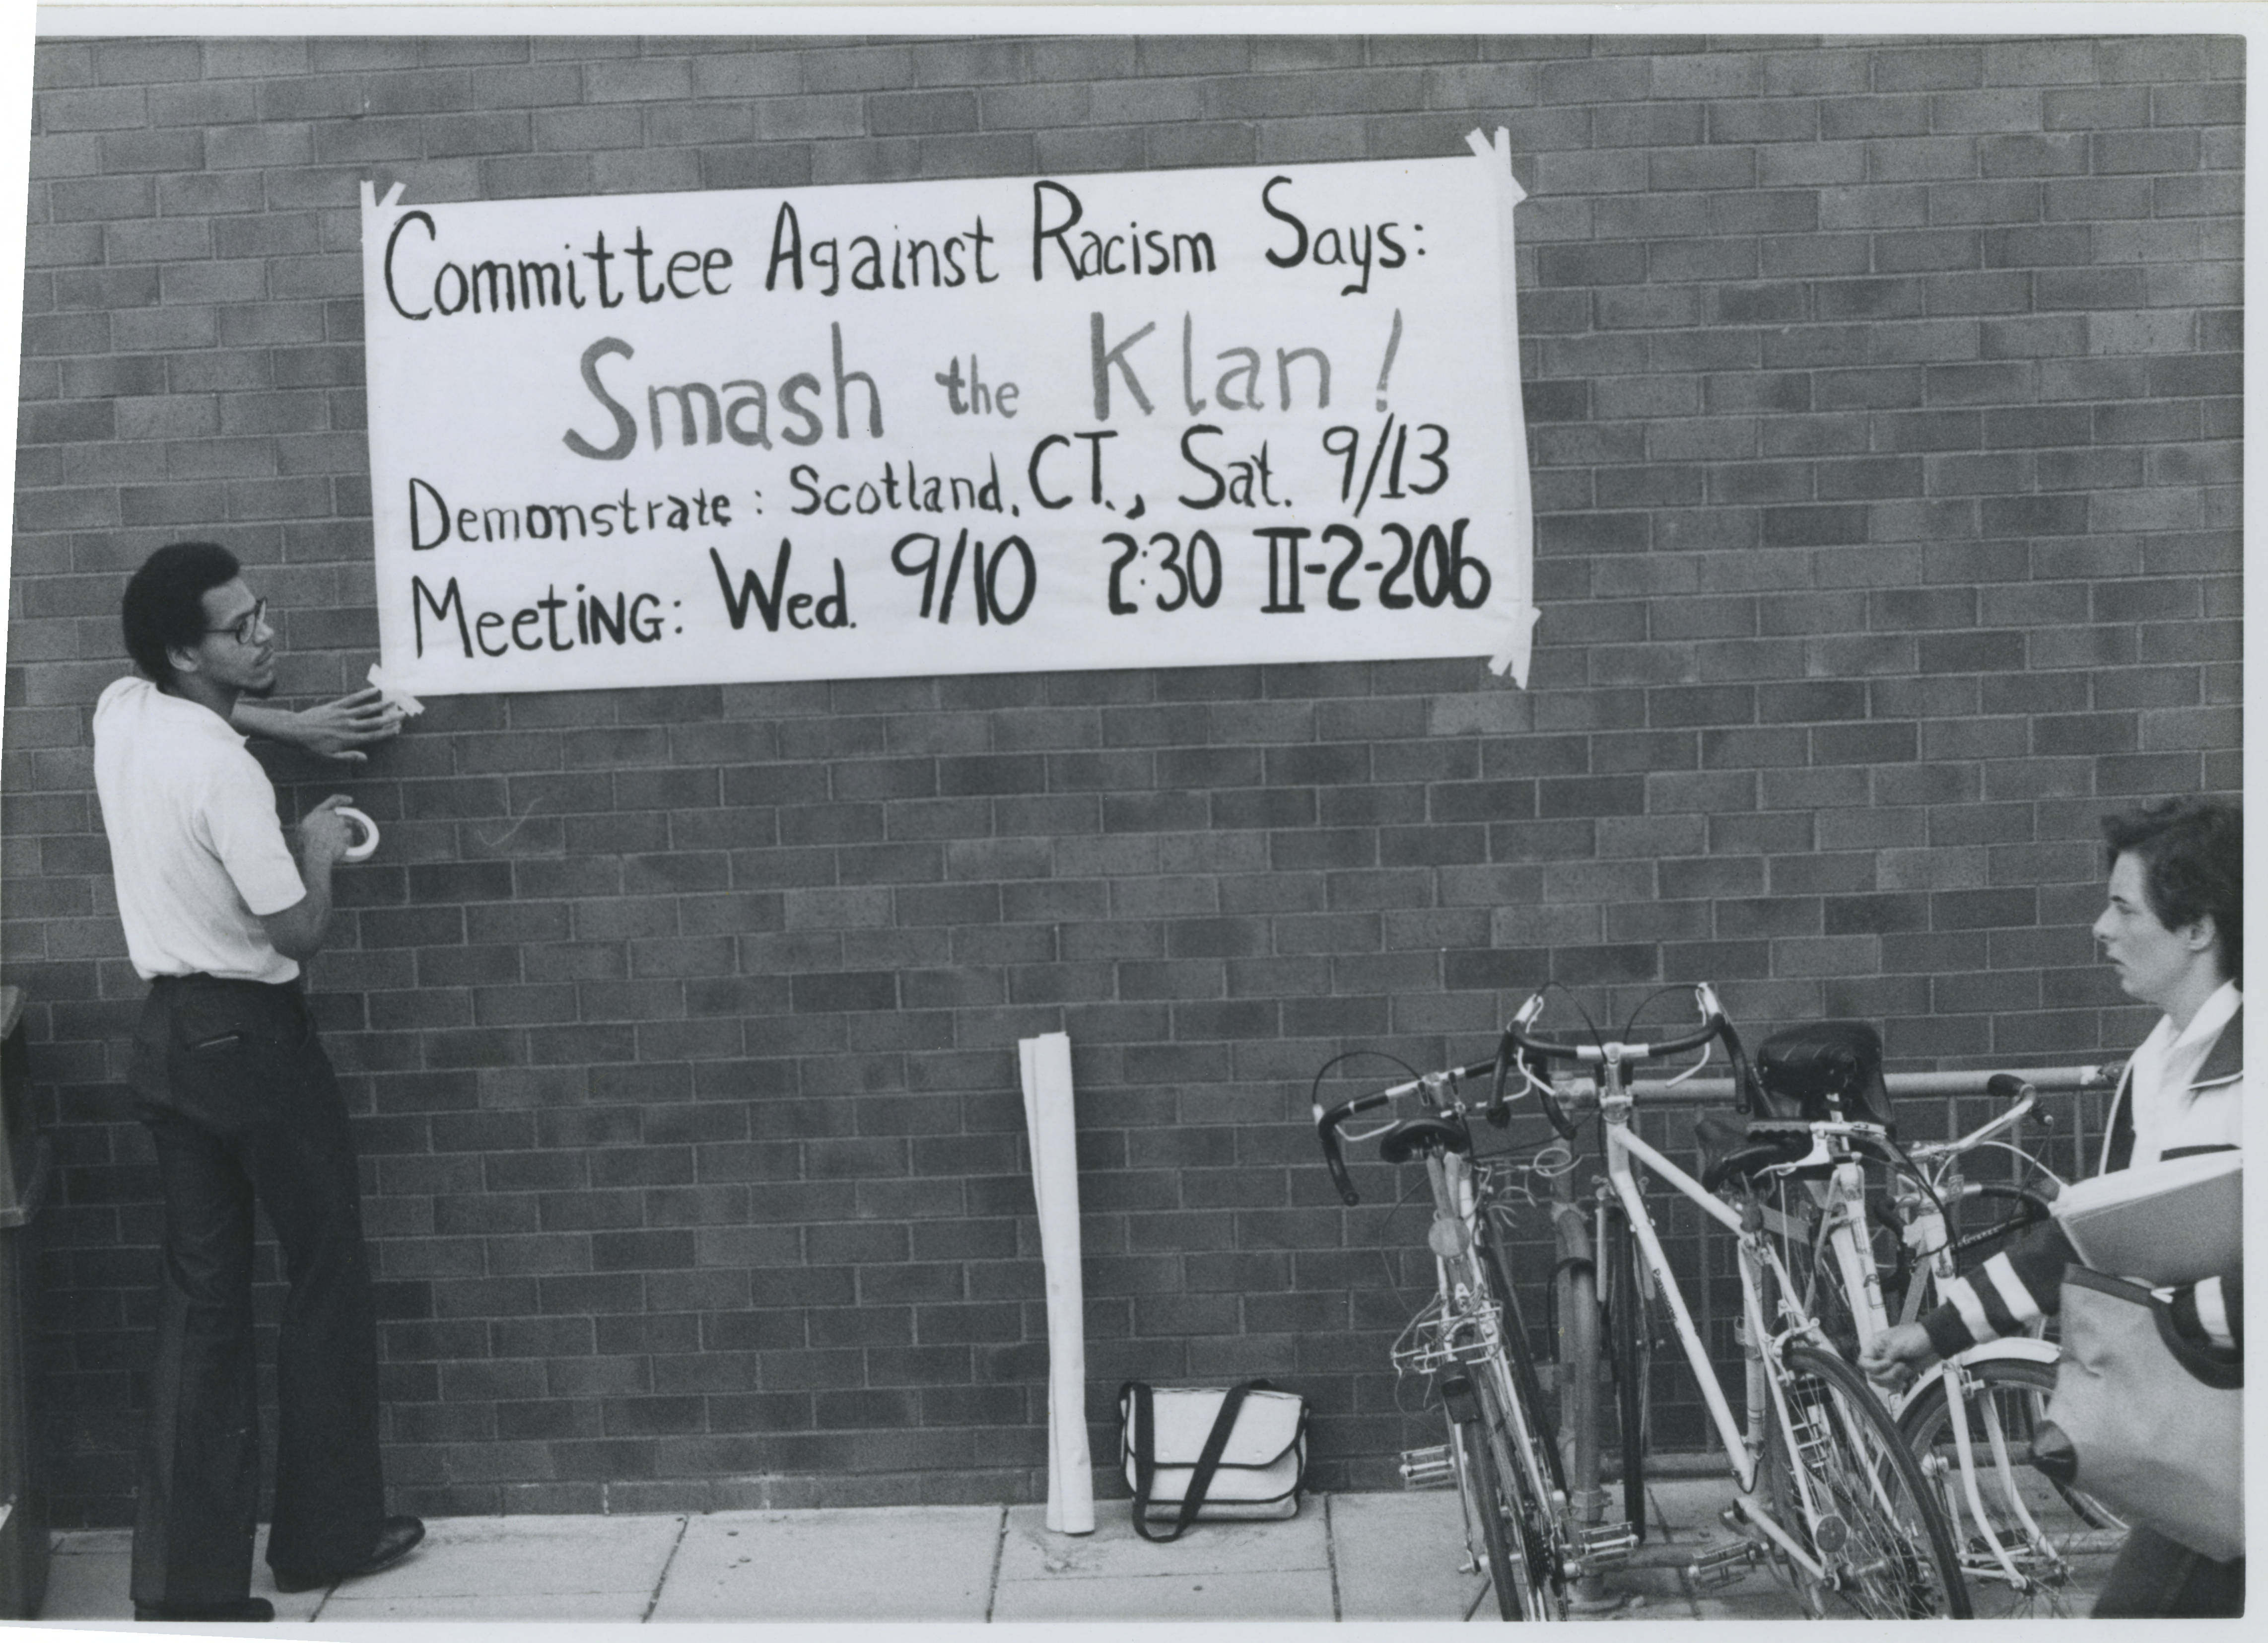 Committee Against Racism Says:
Smash the Klan!
Demonstrate: Scotland, CT., Sat. 9/13
MeetiNG: Wed. 9/10 2:30 II-2-206